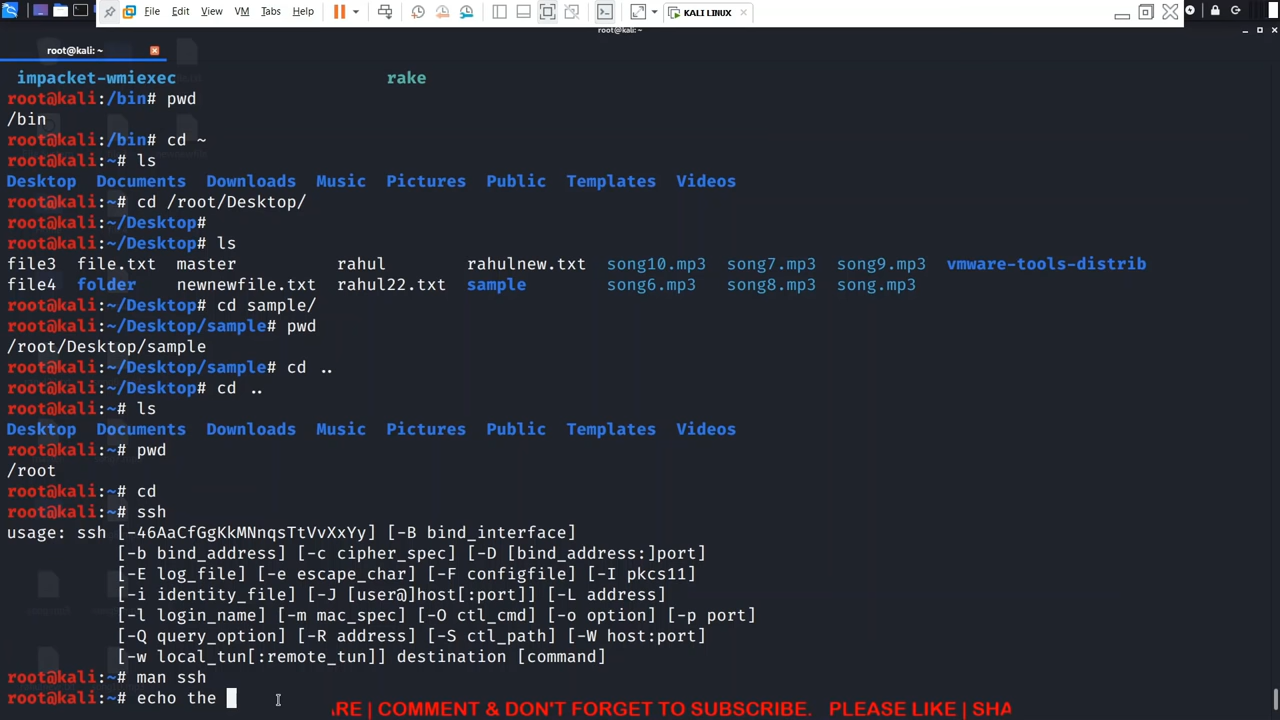 File Edit View VM Tabs Help KALI LINUX
root@kali: ~
root@kali: ~
impacket-wmiexec rake
root@kali:/bin# pwd
/bin
root@kali:/bin# cd ~
root@kali:~# ls
Desktop Documents Downloads Music Pictures Public Templates Videos
root@kali:~# cd /root/Desktop/
root@kali:~/Desktop#
root@kali:~/Desktop# ls
file3 file.txt master rahul rahulnew.txt song10.mp3 song7.mp3 song9.mp3 vmware-tools-distrib
file4 folder newnewfile.txt rahul22.txt sample song6.mp3 song8.mp3 song.mp3
root@kali:~/Desktop# cd sample/
root@kali:~/Desktop/sample# pwd
/root/Desktop/sample
root@kali:~/Desktop/sample# cd ..
root@kali:~/Desktop# cd ..
root@kali:~# ls
Desktop Documents Downloads Music Pictures Public Templates Videos
root@kali:~# pwd
/root
root@kali:~# cd
root@kali:~# ssh
usage: ssh [-46AaCfGgKkMNnqsTtVvXxYy] [-B bind_interface]
[-b bind_address] [-c cipher_spec] [-D [bind_address:]port]
[-E log_file] [-e escape_char] [-F configfile] [-I pkcs11]
[-i identity_file] [-J [user@]host[:port]] [-L address]
[-l login_name] [-m mac_spec] [-O ctl_cmd] [-o option] [-p port]
[-Q query_option] [-R address] [-S ctl_path] [-W host:port]
[-w local_tun[:remote_tun]] destination [command]
root@kali:~# man ssh
root@kali:~# echo the
ARE | COMMENT & DON'T FORGET TO SUBSCRIBE. PLEASE LIKE | SHA